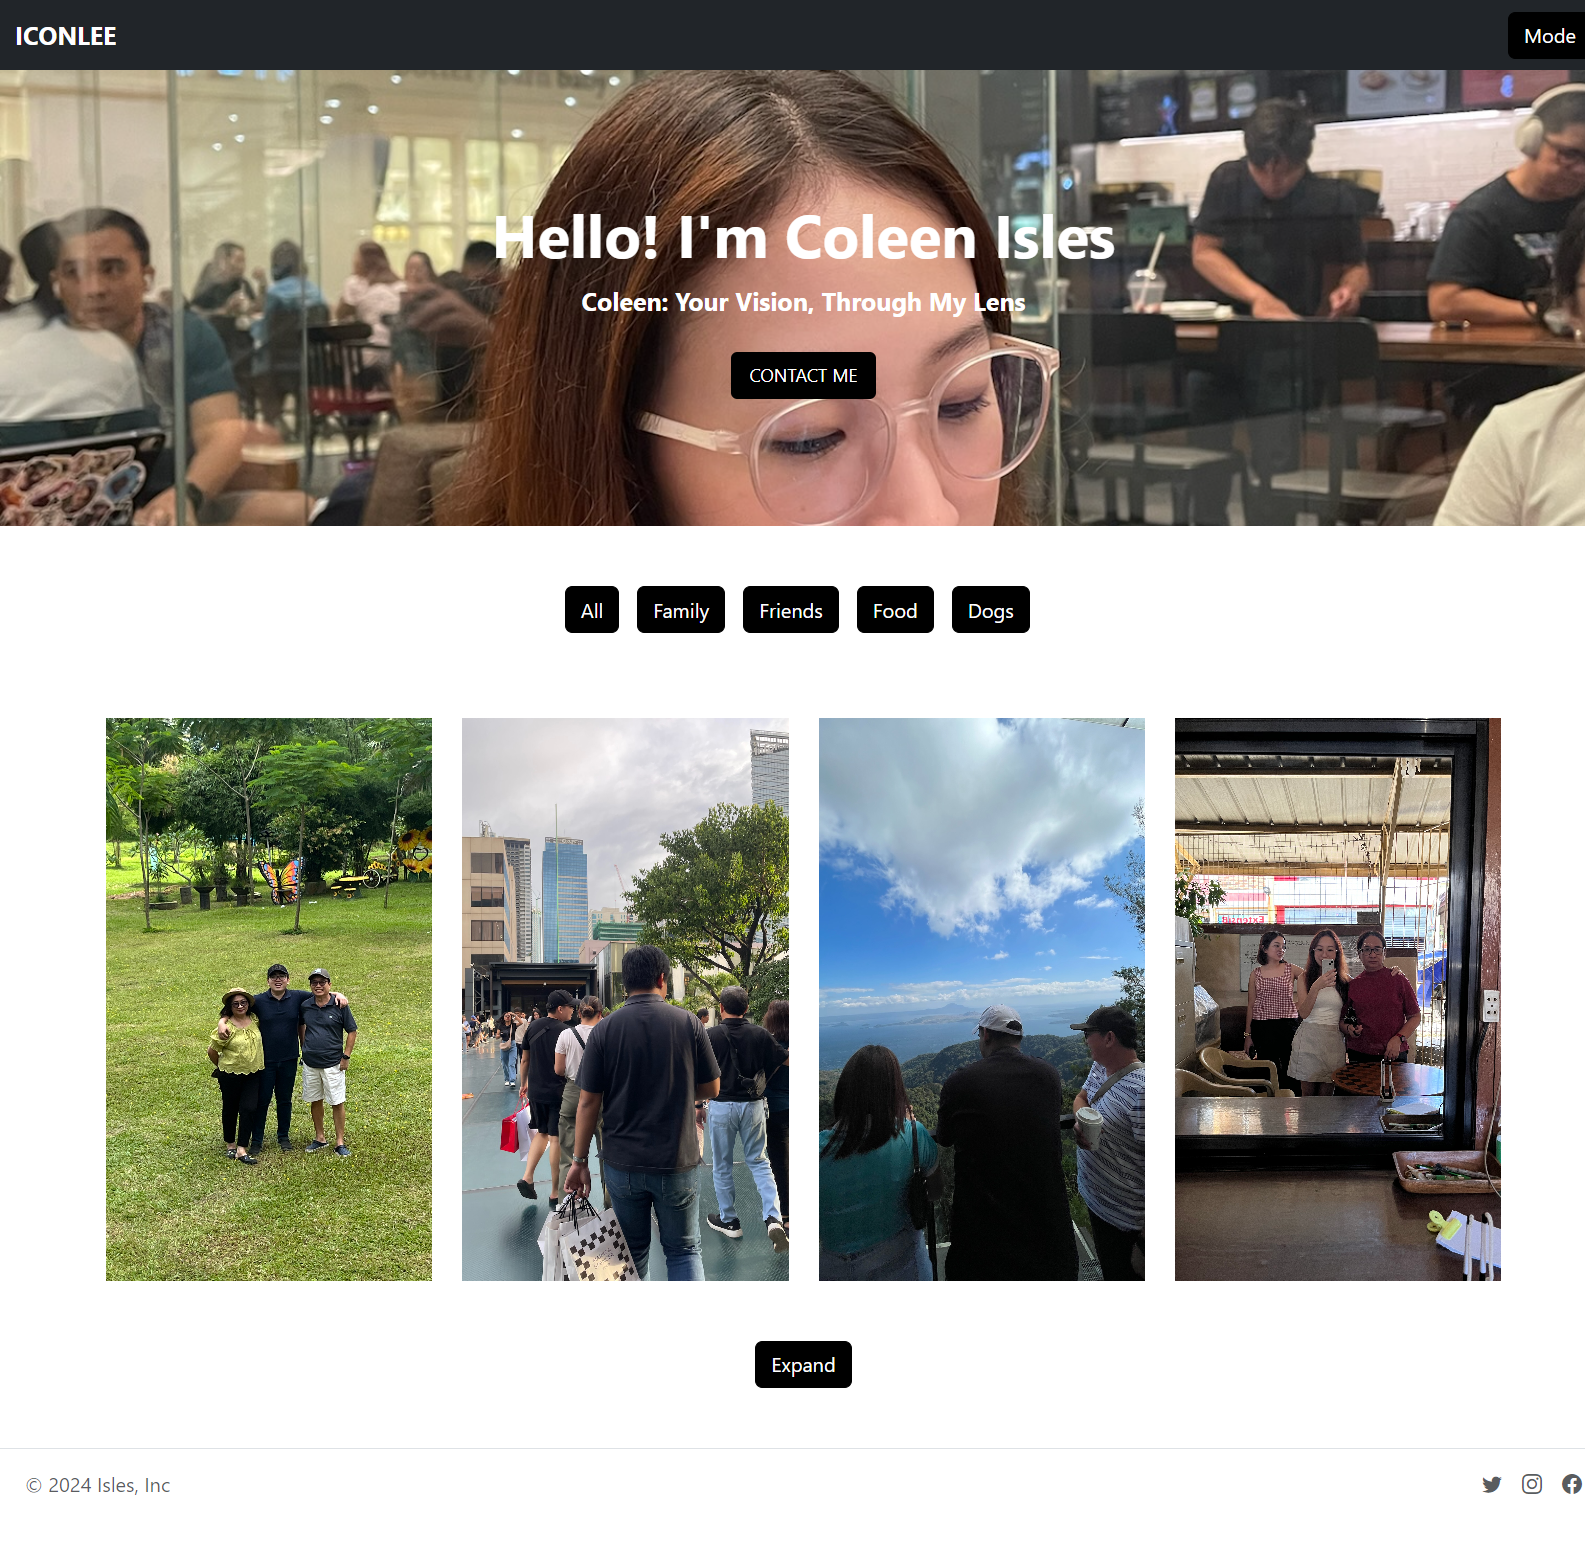 ICONLEE
Mode
Hello! I'm Coleen Isles
Coleen: Your Vision, Through My Lens
CONTACT ME
All
Family
Friends
Food
Dogs
Expand
© 2024 Isles, Inc